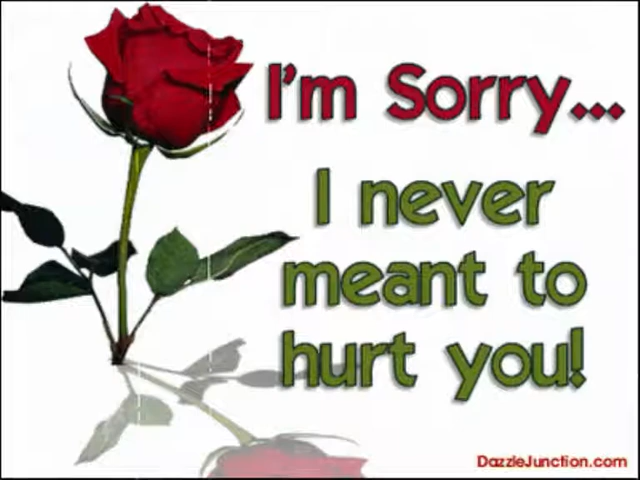 I'm Sorry...
I never
meant to
hurt you!
DazzleJunction.com